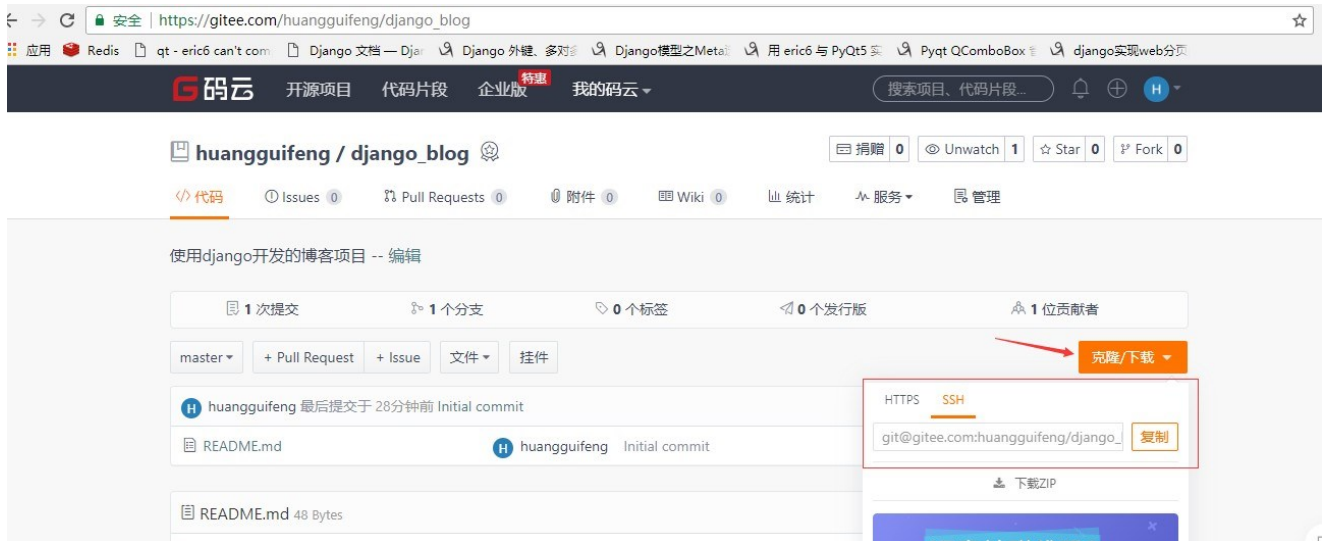 安全 | https://gitee.com/huangguifeng/django_blog
应用 Redis qt - eric6 can't com Django 文档 — Dja Django 外键、多对 Django模型之Meta 用 eric6 与 PyQt5 实 Pyqt QComboBox django实现web分页
G 码云 开源项目 代码片段 企业版 特惠 我的码云 搜索项目、代码片段... H
huangguifeng / django_blog 捐赠 0 Unwatch 1 Star 0 Fork 0
代码 Issues 0 Pull Requests 0 附件 0 Wiki 0 统计 服务 管理
使用django开发的博客项目 -- 编辑
1 次提交 1 个分支 0 个标签 0 个发行版 1 位贡献者
master + Pull Request + Issue 文件 挂件 克隆/下载
HTTPS SSH
H huangguifeng 最后提交于 28分钟前 Initial commit
git@gitee.com:huangguifeng/django_ 复制
README.md H huangguifeng Initial commit
下载ZIP
README.md 48 Bytes